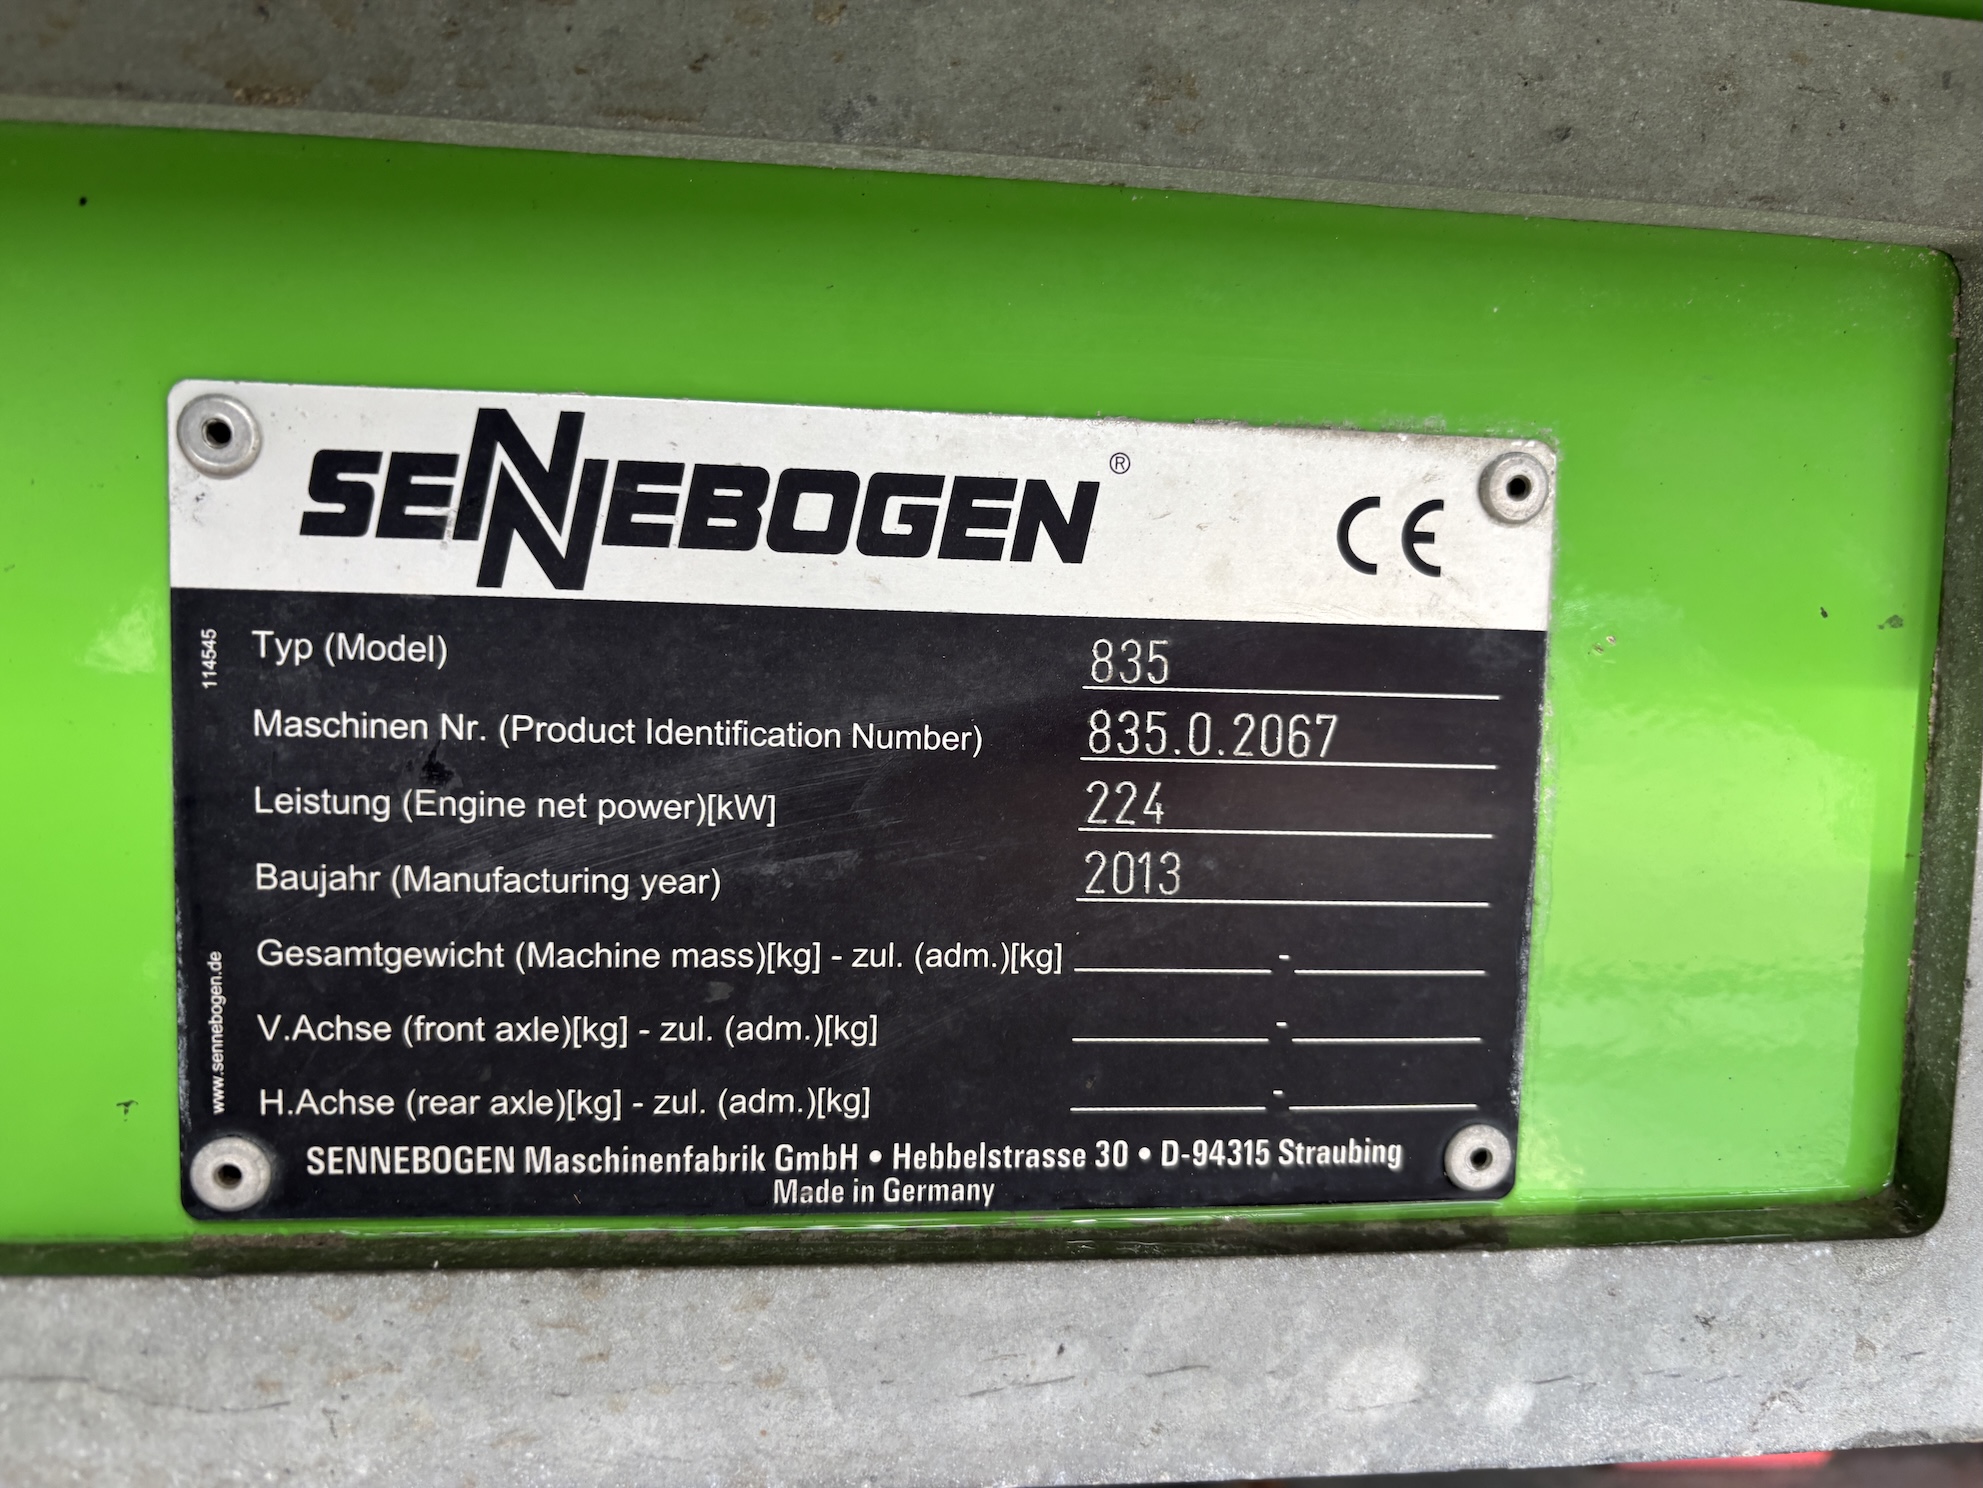 SENNEBOGEN ®
CE
114545
Typ (Model) 835
Maschinen Nr. (Product Identification Number) 835.0.2067
Leistung (Engine net power)[kW] 224
Baujahr (Manufacturing year) 2013
Gesamtgewicht (Machine mass)[kg] - zul. (adm.)[kg] -
V.Achse (front axle)[kg] - zul. (adm.)[kg] -
H.Achse (rear axle)[kg] - zul. (adm.)[kg] -
www.sennebogen.de
SENNEBOGEN Maschinenfabrik GmbH • Hebbelstrasse 30 • D-94315 Straubing
Made in Germany